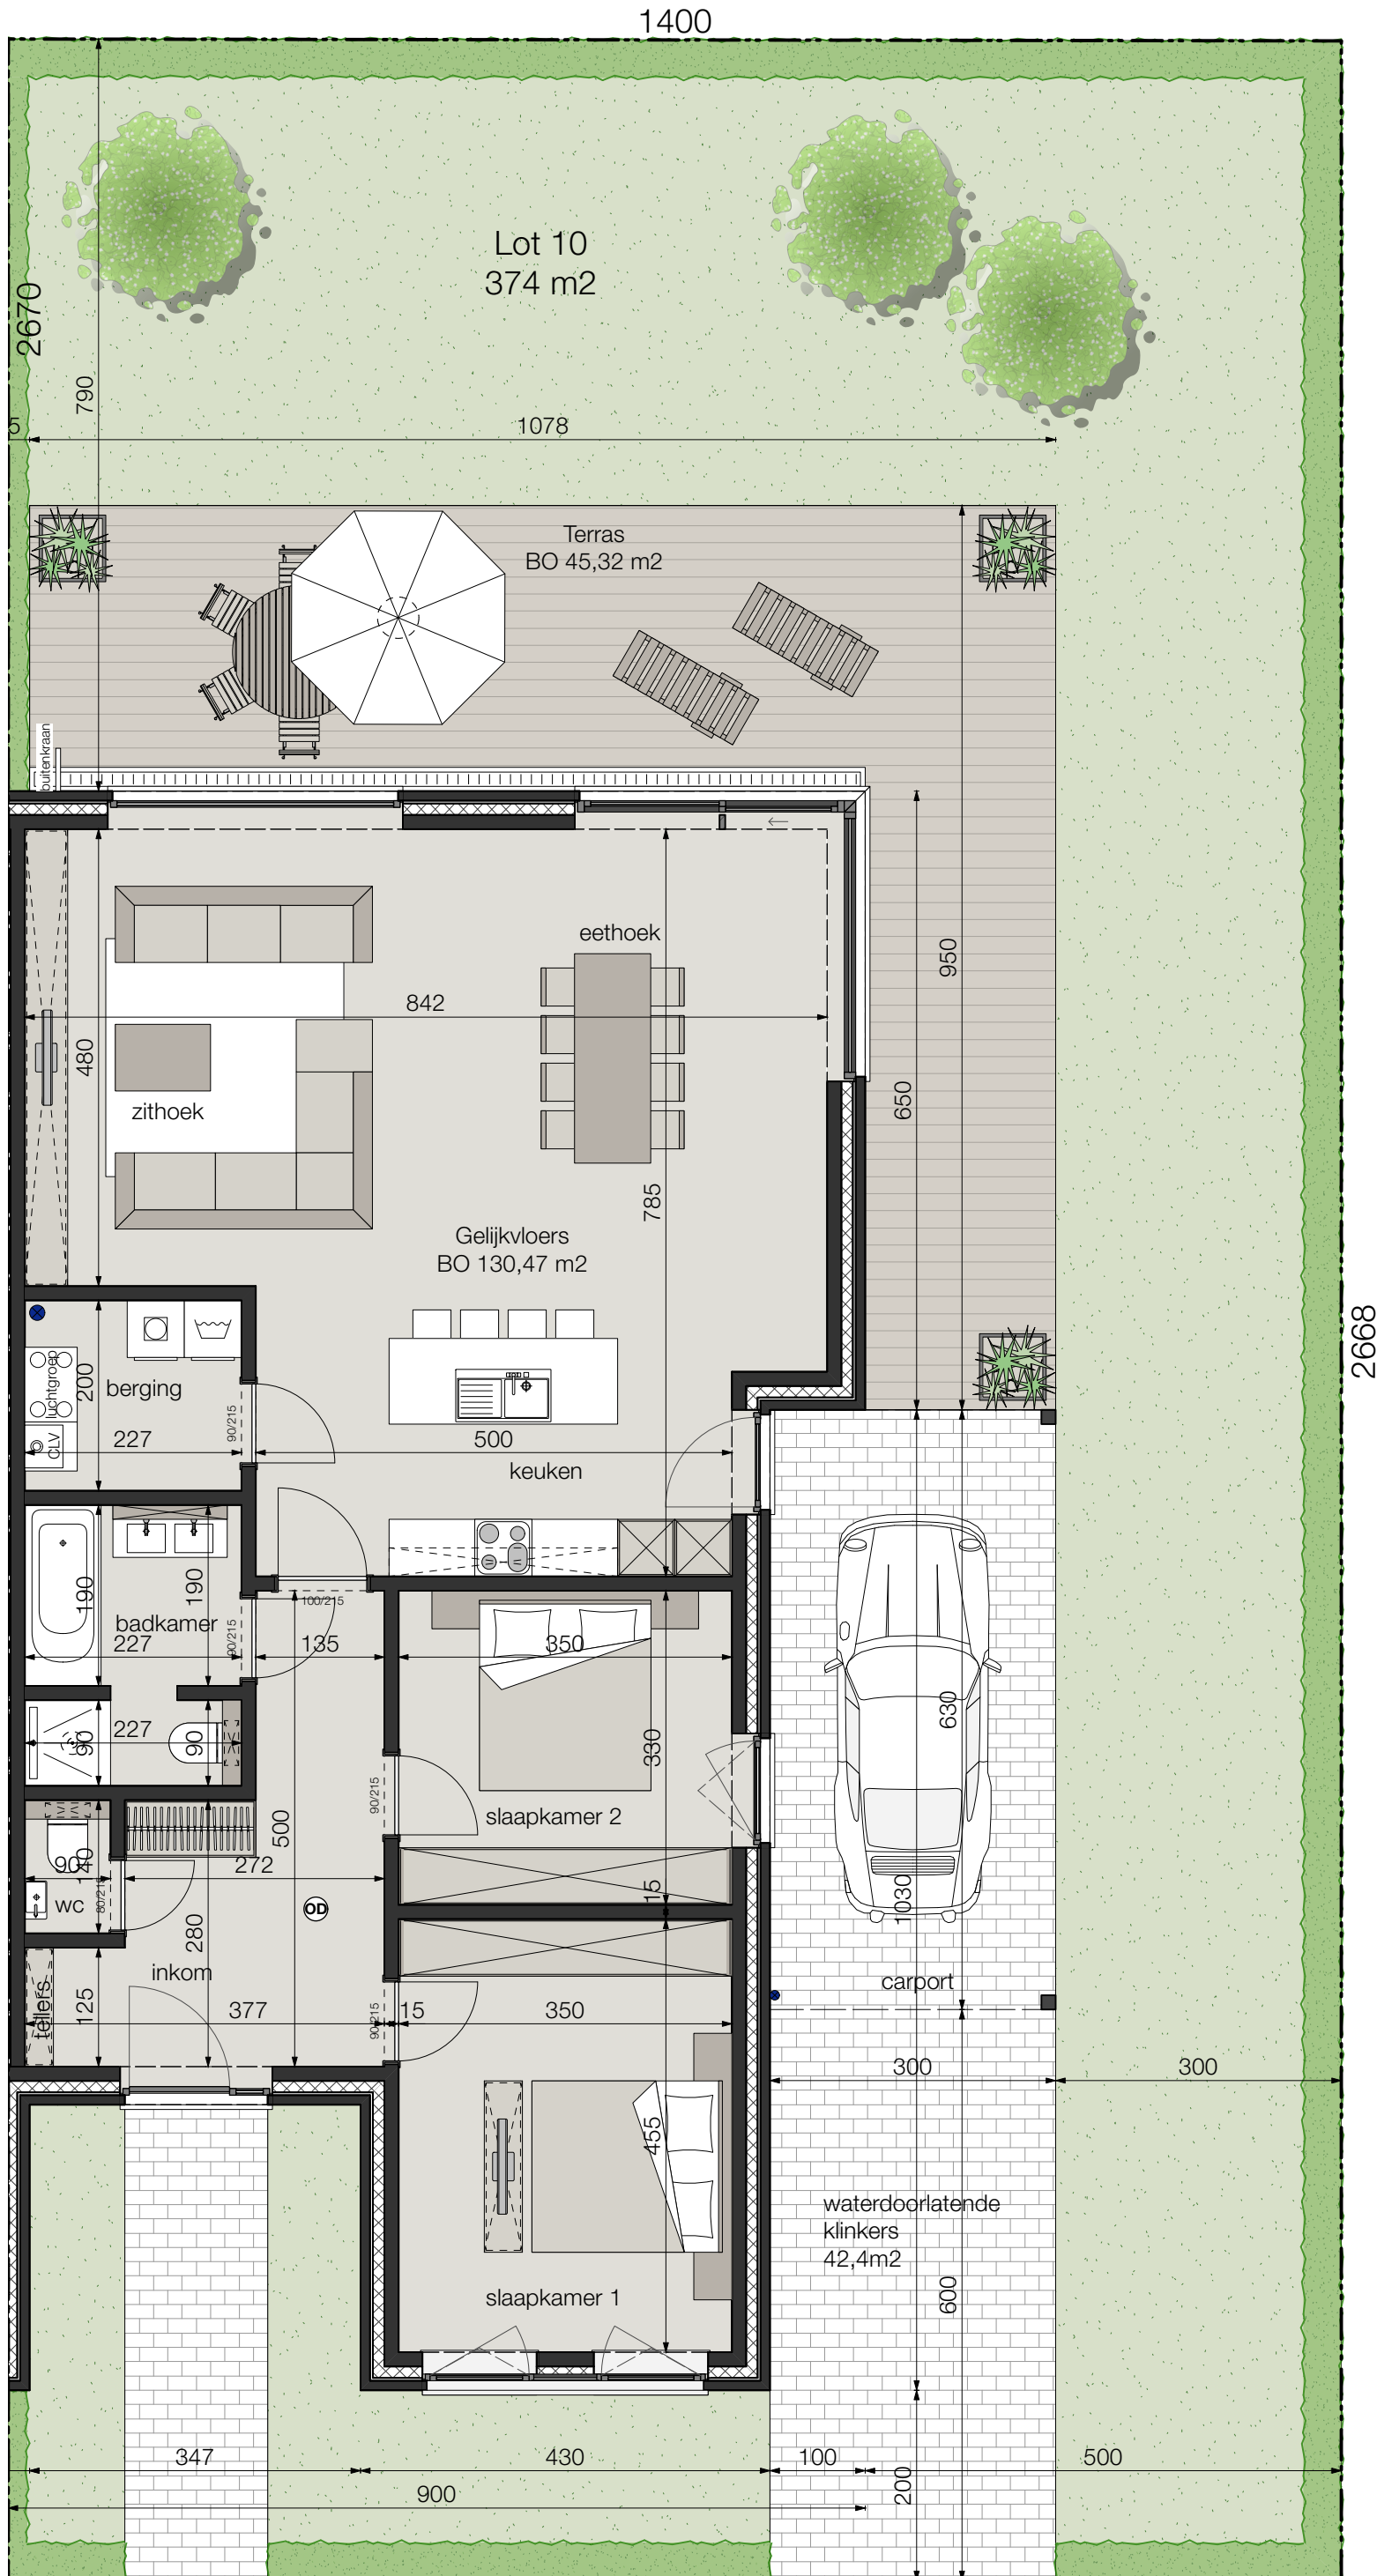 1400
Lot 10
374 m2
2670
790
5
1078
Terras
BO 45,32 m2
buitenkraan
eethoek
842
480
zithoek
950
650
785
Gelijkvloers
BO 130,47 m2
2668
luchtgroep
200
berging
CLV
227
90/215
500
keuken
190
190
badkamer
227
90/215
100/215
135
350
630
90
227
90
330
90/215
slaapkamer 2
500
90
140
272
15
wc
80/215
OD
280
1030
inkom
carport
tellers
125
377
90/215
15
350
300
300
455
waterdoorlatende
klinkers
42,4m2
600
slaapkamer 1
347
430
100
500
200
900